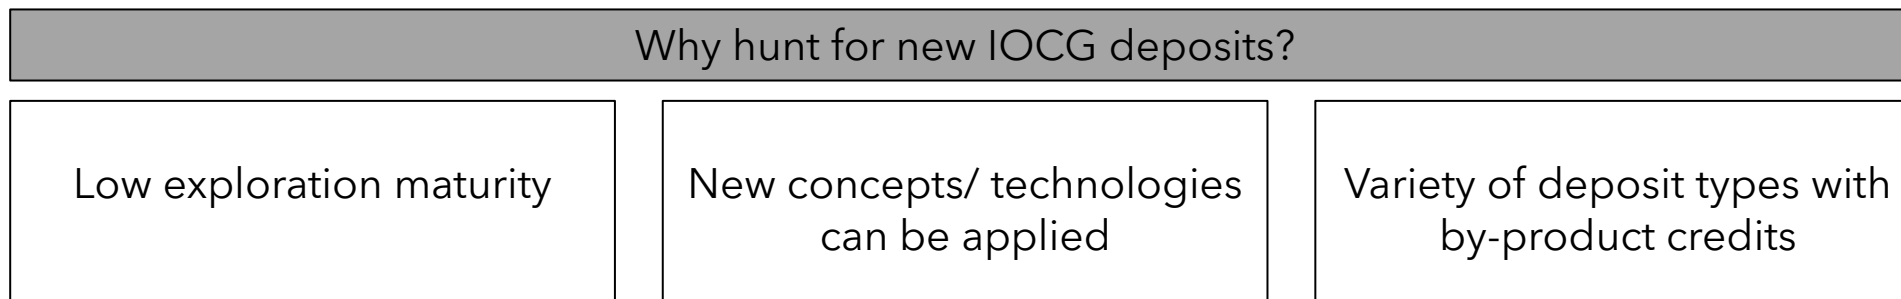 Why hunt for new IOCG deposits?
Low exploration maturity
New concepts/ technologies
can be applied
Variety of deposit types with
by-product credits